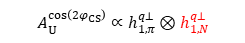 A_U^{cos(2φ_CS)} ∝ h_{1,π}^{q⊥} ⊗ h_{1,N}^{q⊥}